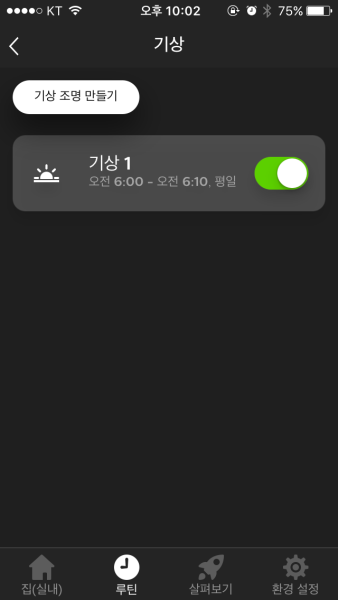 KT 오후 10:02 75%
기상
기상 조명 만들기
기상 1
오전 6:00 - 오전 6:10, 평일
집(실내) 루틴 살펴보기 환경 설정